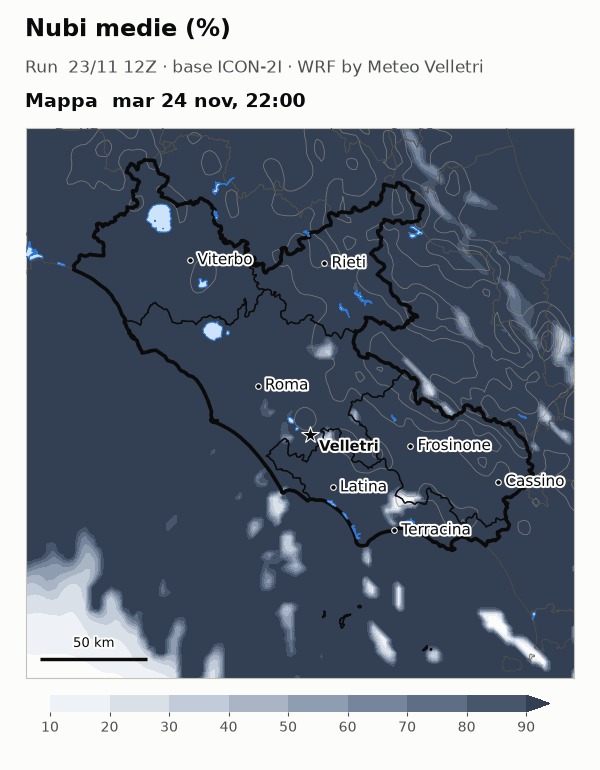 Nubi medie (%)
Run 23/11 12Z · base ICON-2I · WRF by Meteo Velletri
Mappa mar 24 nov, 22:00
Viterbo
Rieti
Roma
Velletri
Frosinone
Cassino
Latina
Terracina
50 km
10 20 30 40 50 60 70 80 90